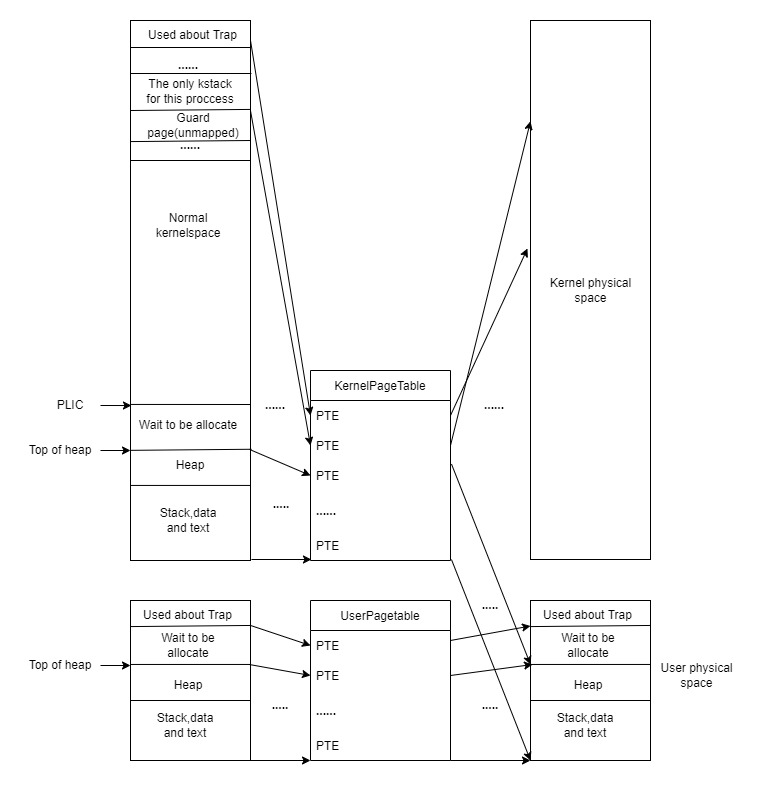 Used about Trap
......
The only kstack
for this proccess
Guard
page(unmapped)
......
Normal
kernelspace
Kernel physical
space
KernelPageTable
PLIC
......
......
PTE
Wait to be allocate
Top of heap
PTE
Heap
PTE
.....
Stack,data
and text
......
PTE
.....
Used about Trap
UserPagetable
Used about Trap
Wait to be
allocate
PTE
Wait to be
allocate
Top of heap
Heap
PTE
Heap
User physical
space
.....
Stack,data
and text
......
.....
Stack,data
and text
PTE